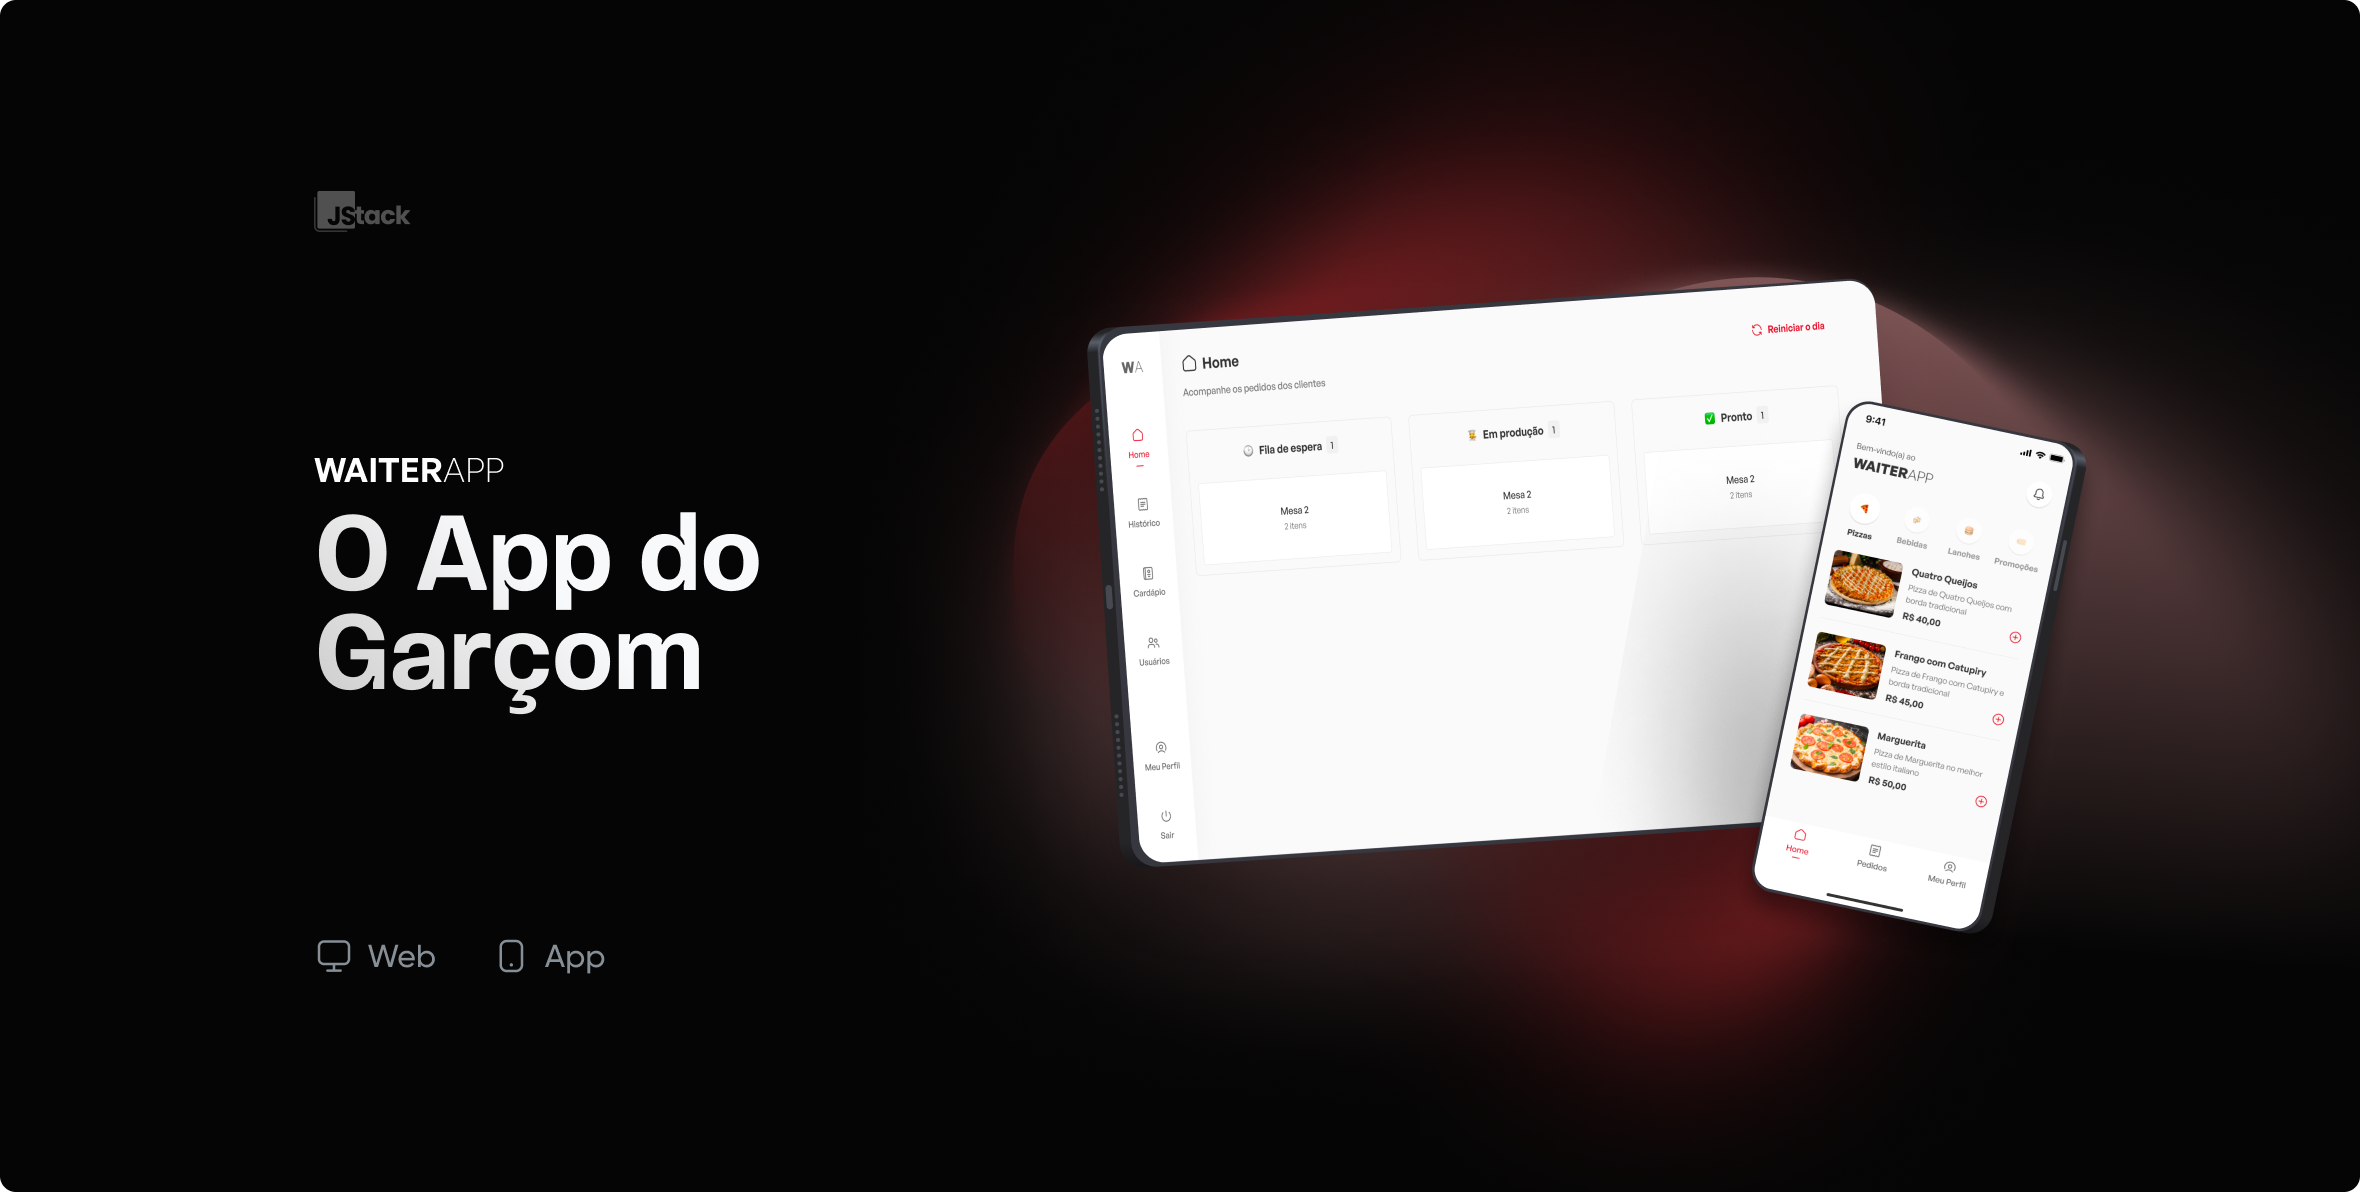 JStack
WAITERAPP
O App do
Garçom
Web
App
WA
Home
Histórico
Cardápio
Usuários
Meu Perfil
Sair
Home
Acompanhe os pedidos dos clientes
Reiniciar o dia
Fila de espera 1
Mesa 2
2 itens
Em produção 1
Mesa 2
2 itens
Pronto 1
Mesa 2
2 itens
9:41
Bem-vindo(a) ao
WAITERAPP
Pizzas
Bebidas
Lanches
Promoções
Quatro Queijos
Pizza de Quatro Queijos com
borda tradicional
R$ 40,00
Frango com Catupiry
Pizza de Frango com Catupiry e
borda tradicional
R$ 45,00
Marguerita
Pizza de Marguerita no melhor
estilo italiano
R$ 50,00
Home
Pedidos
Meu Perfil